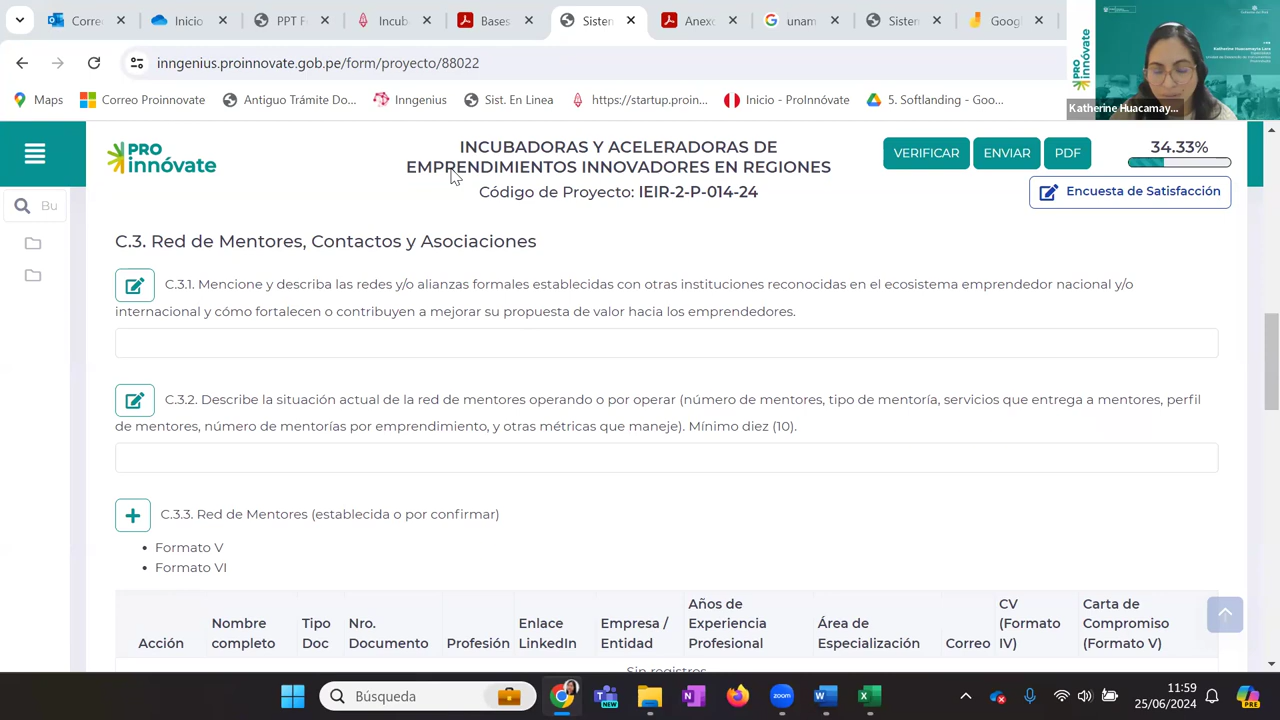 Corre
Inicio
PPT F
Incub
Bases
Sistem
Anexo
unam
Sisten
Googl
inngenius.proinnovate.gob.pe/form/proyecto/88022
Maps
Correo Proinnovate
Antiguo Trámite Do...
Inngenius
Sist. En Linea
https://startup.proin...
Inicio - ProInnóvate
5. Softlanding - Goo...
PRO
innóvate
Katherine Huacamay...
PRO
innóvate
INCUBADORAS Y ACELERADORAS DE
EMPRENDIMIENTOS INNOVADORES EN REGIONES
Código de Proyecto: IEIR-2-P-014-24
VERIFICAR
ENVIAR
PDF
34.33%
Encuesta de Satisfacción
Bu
C.3. Red de Mentores, Contactos y Asociaciones
C.3.1. Mencione y describa las redes y/o alianzas formales establecidas con otras instituciones reconocidas en el ecosistema emprendedor nacional y/o
internacional y cómo fortalecen o contribuyen a mejorar su propuesta de valor hacia los emprendedores.
C.3.2. Describe la situación actual de la red de mentores operando o por operar (número de mentores, tipo de mentoría, servicios que entrega a mentores, perfil
de mentores, número de mentorías por emprendimiento, y otras métricas que maneje). Mínimo diez (10).
C.3.3. Red de Mentores (establecida o por confirmar)
• Formato V
• Formato VI
Acción
Nombre
completo
Tipo
Doc
Nro.
Documento
Profesión
Enlace
LinkedIn
Empresa /
Entidad
Años de
Experiencia
Profesional
Área de
Especialización
Correo
CV
(Formato
IV)
Carta de
Compromiso
(Formato V)
Sin registros
Búsqueda
11:59
25/06/2024